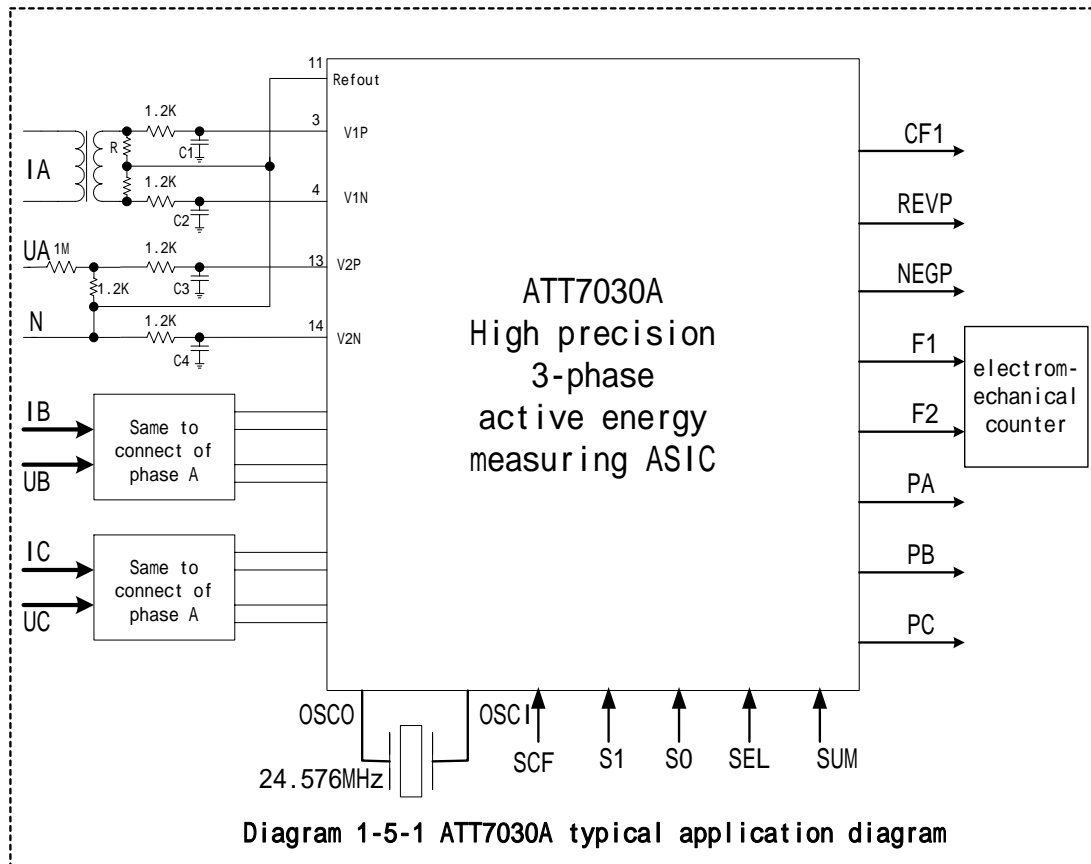 11
Refout
1.2K
3
V1P
R
C1
IA
1.2K
4
V1N
C2
UA
1M
1.2K
13
V2P
1.2K
C3
N
1.2K
14
V2N
C4
IB
UB
Same to
connect of
phase A
IC
UC
Same to
connect of
phase A
ATT7030A
High precision
3-phase
active energy
measuring ASIC
CF1
REVP
NEGP
F1
F2
electrom-
echanical
counter
PA
PB
PC
OSCO
OSCI
24.576MHz
SCF
S1
S0
SEL
SUM
Diagram 1-5-1 ATT7030A typical application diagram